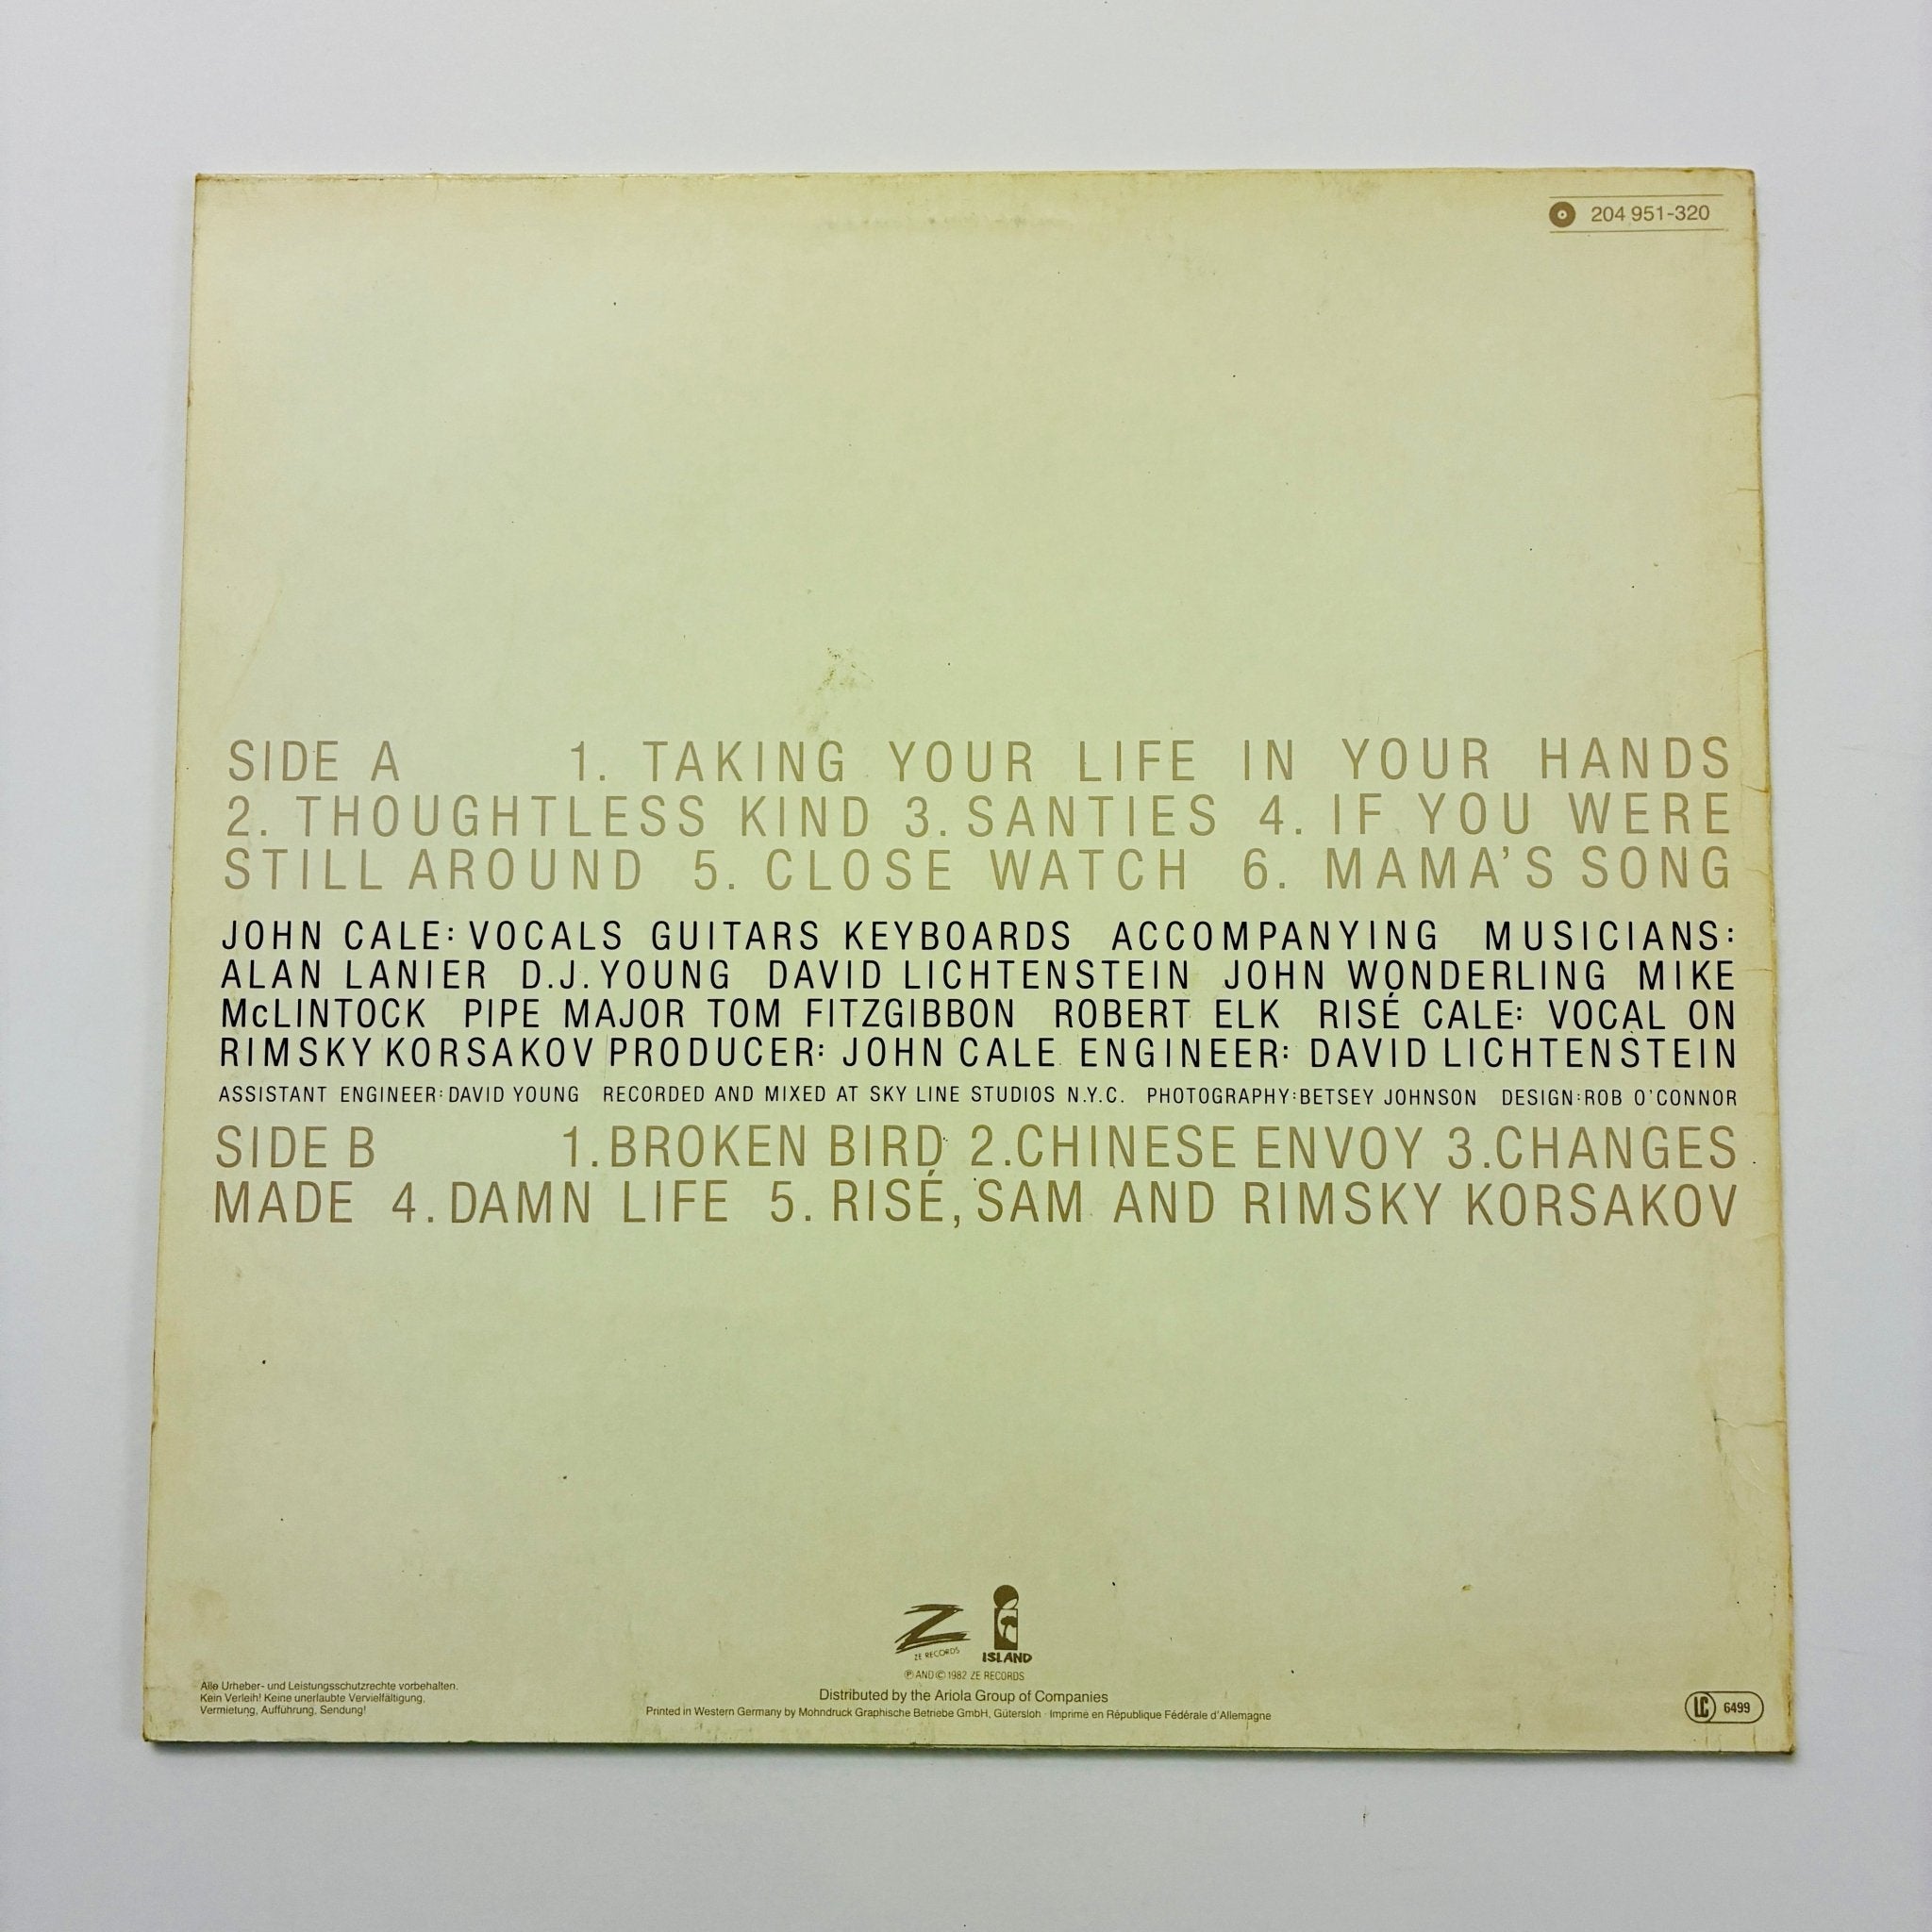 204 951-320
SIDE A 1. TAKING YOUR LIFE IN YOUR HANDS
2. THOUGHTLESS KIND 3. SANTIES 4. IF YOU WERE
STILL AROUND 5. CLOSE WATCH 6. MAMA'S SONG
JOHN CALE: VOCALS GUITARS KEYBOARDS ACCOMPANYING MUSICIANS:
ALAN LANIER D.J. YOUNG DAVID LICHTENSTEIN JOHN WONDERLING MIKE
McLINTOCK PIPE MAJOR TOM FITZGIBBON ROBERT ELK RISÉ CALE: VOCAL ON
RIMSKY KORSAKOV PRODUCER: JOHN CALE ENGINEER: DAVID LICHTENSTEIN
ASSISTANT ENGINEER: DAVID YOUNG RECORDED AND MIXED AT SKY LINE STUDIOS N.Y.C. PHOTOGRAPHY: BETSEY JOHNSON DESIGN: ROB O'CONNOR
SIDE B 1. BROKEN BIRD 2. CHINESE ENVOY 3. CHANGES
MADE 4. DAMN LIFE 5. RISÉ, SAM AND RIMSKY KORSAKOV
Z
ZE RECORDS
ISLAND
℗ AND © 1982 ZE RECORDS
Distributed by the Ariola Group of Companies
Printed in Western Germany by Mohndruck Graphische Betriebe GmbH, Gütersloh · Imprimé en République Fédérale d'Allemagne
Alle Urheber- und Leistungsschutzrechte vorbehalten.
Kein Verleih! Keine unerlaubte Vervielfältigung,
Vermietung, Aufführung, Sendung!
LC 6499